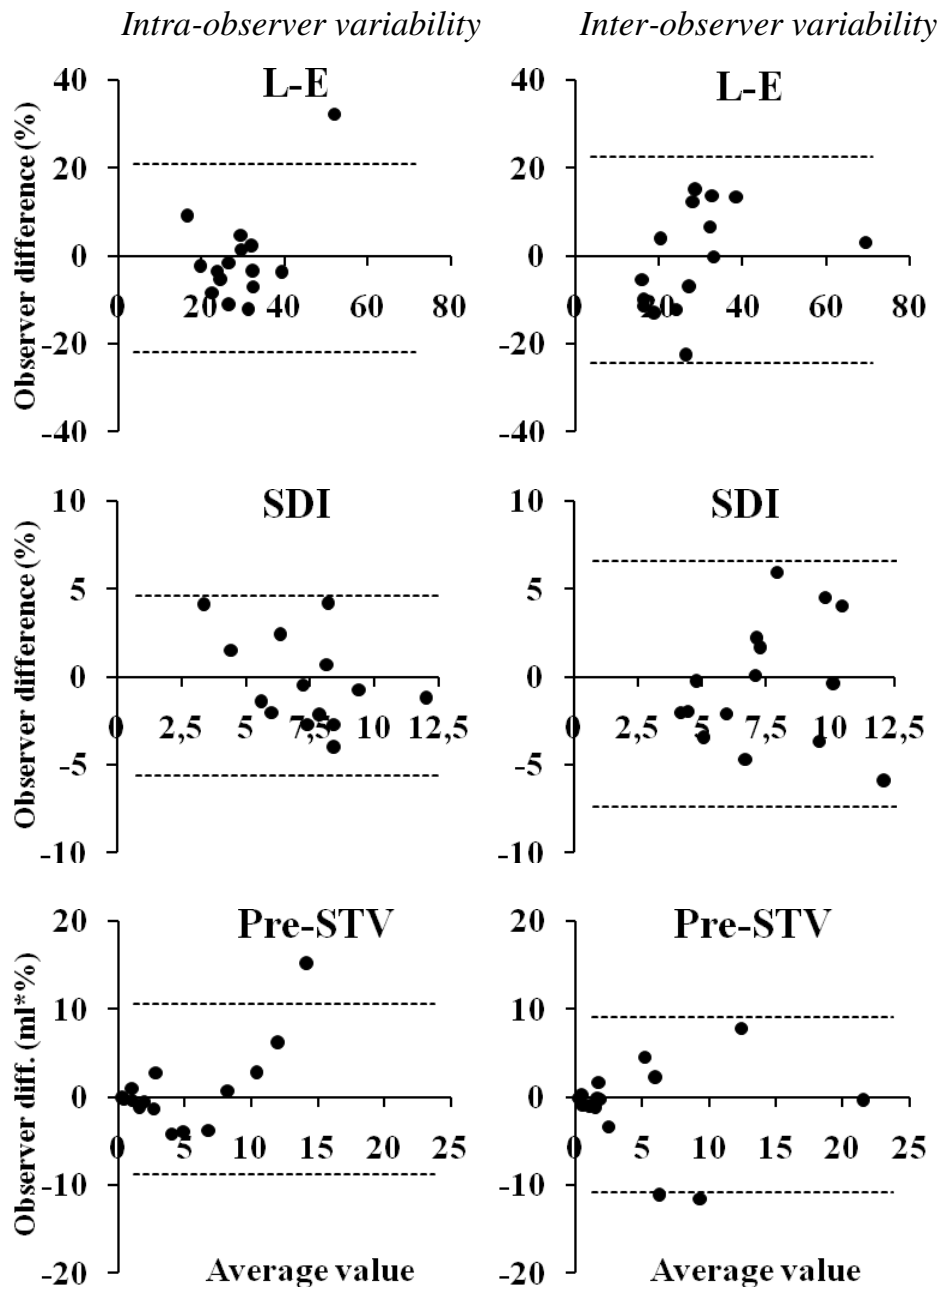 Intra-observer variability
Inter-observer variability
L-E
Observer difference (%)
40
20
0
-20
-40
0 20 40 60 80
L-E
40
20
0
-20
-40
0 20 40 60 80
SDI
Observer difference (%)
10
5
0
-5
-10
0 2,5 5 7,5 10 12,5
SDI
10
5
0
-5
-10
0 2,5 5 7,5 10 12,5
Pre-STV
Observer diff. (ml*%)
20
10
0
-10
-20
0 5 10 15 20 25
Average value
Pre-STV
20
10
0
-10
-20
0 5 10 15 20 25
Average value